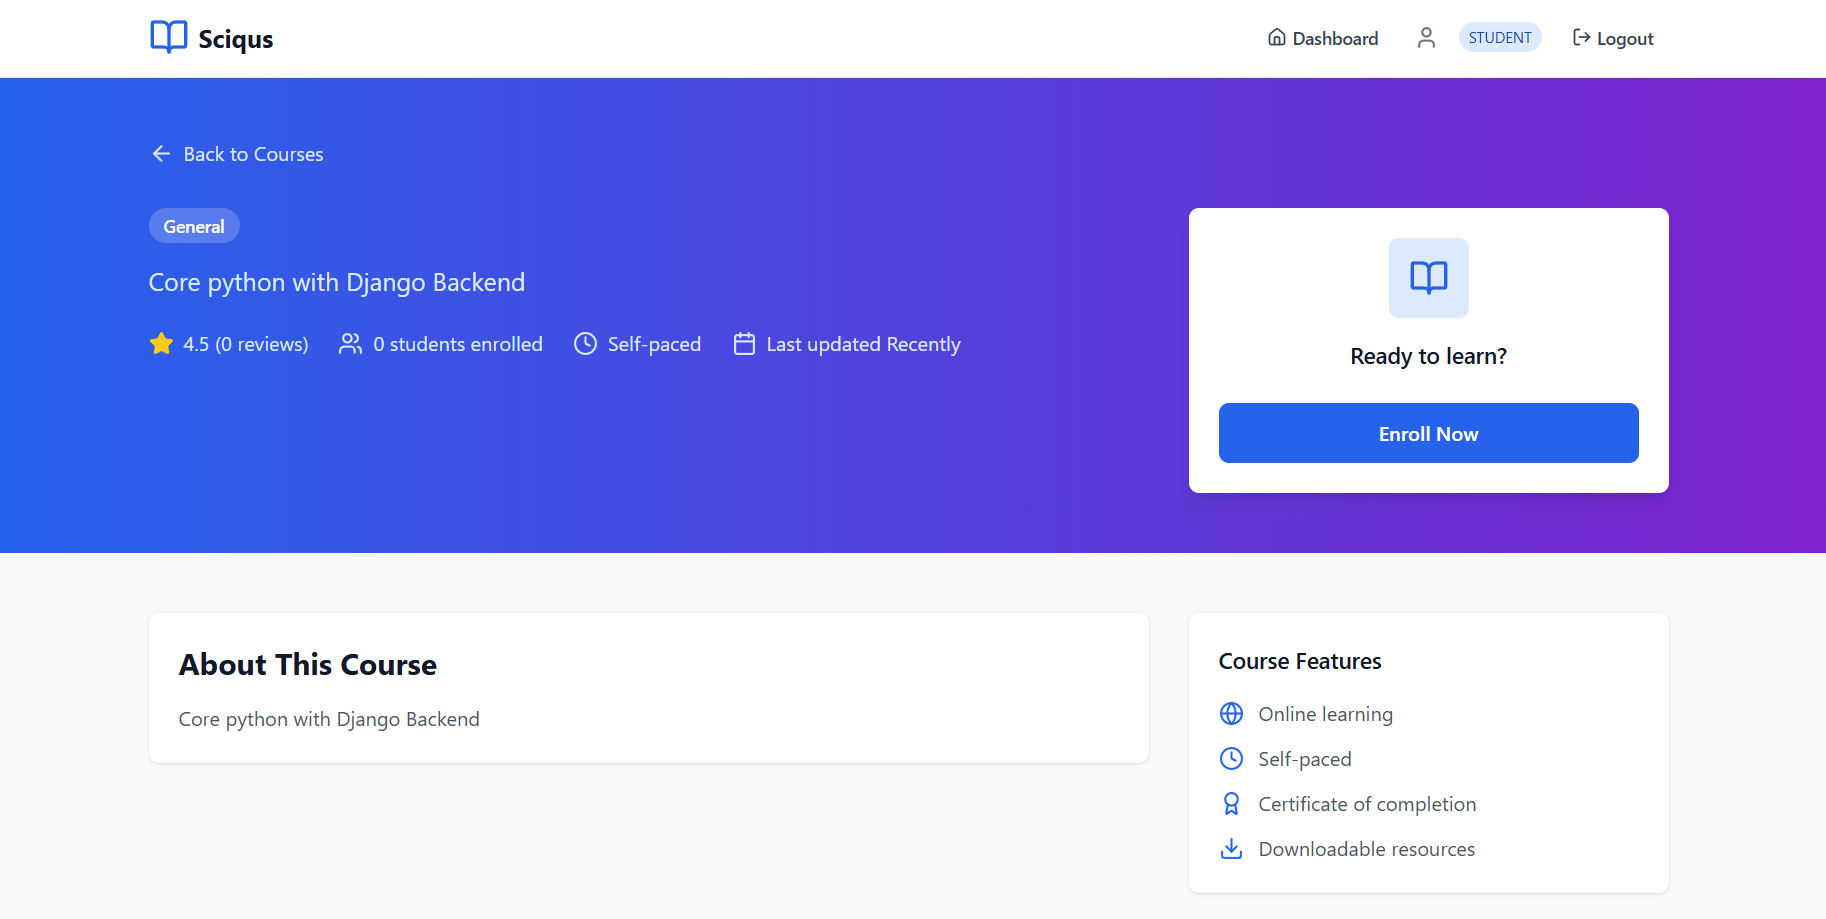 Sciqus
Dashboard
STUDENT
Logout
Back to Courses
General
Core python with Django Backend
4.5 (0 reviews)
0 students enrolled
Self-paced
Last updated Recently
Ready to learn?
Enroll Now
About This Course
Core python with Django Backend
Course Features
Online learning
Self-paced
Certificate of completion
Downloadable resources